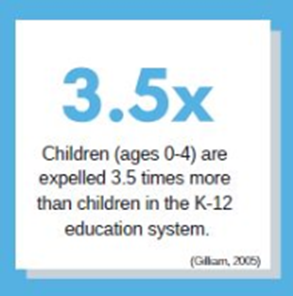 3.5x
Children (ages 0-4) are
expelled 3.5 times more
than children in the K-12
education system.
(Gilliam, 2005)